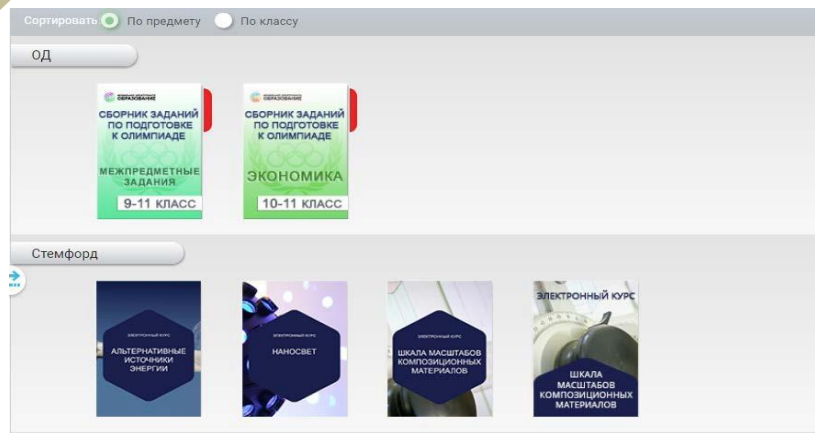 Сортировать По предмету По классу
ОД
ОБРАЗОВАНИЕ
СБОРНИК ЗАДАНИЙ
ПО ПОДГОТОВКЕ
К ОЛИМПИАДЕ
МЕЖПРЕДМЕТНЫЕ
ЗАДАНИЯ
9-11 КЛАСС
ОБРАЗОВАНИЕ
СБОРНИК ЗАДАНИЙ
ПО ПОДГОТОВКЕ
К ОЛИМПИАДЕ
ЭКОНОМИКА
10-11 КЛАСС
Стемфорд
ЭЛЕКТРОННЫЙ КУРС
АЛЬТЕРНАТИВНЫЕ
ИСТОЧНИКИ
ЭНЕРГИИ
ЭЛЕКТРОННЫЙ КУРС
НАНОСВЕТ
ЭЛЕКТРОННЫЙ КУРС
ШКАЛА МАСШТАБОВ
КОМПОЗИЦИОННЫХ
МАТЕРИАЛОВ
ЭЛЕКТРОННЫЙ КУРС
ШКАЛА
МАСШТАБОВ
КОМПОЗИЦИОННЫХ
МАТЕРИАЛОВ